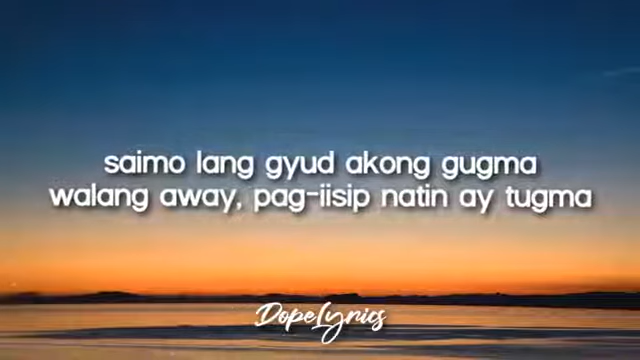 saimo lang gyud akong gugma
walang away, pag-iisip natin ay tugma
DopeLyrics